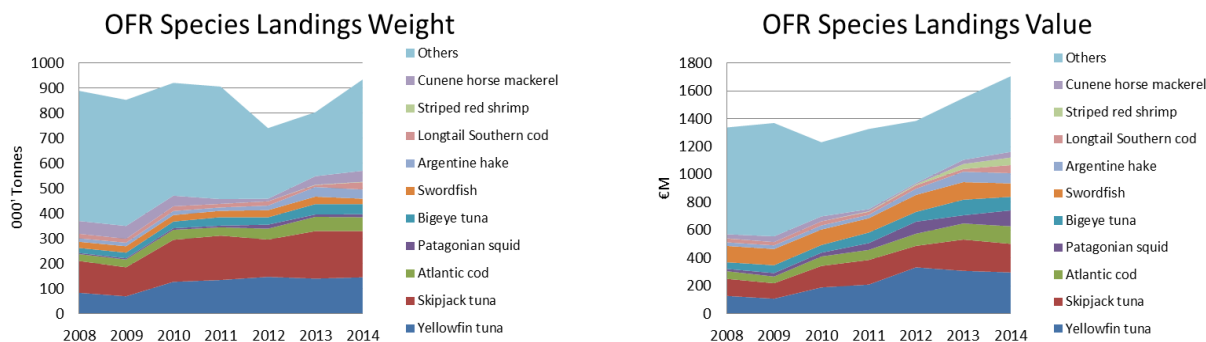 OFR Species Landings Weight
1000
900
800
700
600
500
400
300
200
100
0
000' Tonnes
2008 2009 2010 2011 2012 2013 2014
Others
Cunene horse mackerel
Striped red shrimp
Longtail Southern cod
Argentine hake
Swordfish
Bigeye tuna
Patagonian squid
Atlantic cod
Skipjack tuna
Yellowfin tuna
OFR Species Landings Value
1800
1600
1400
1200
1000
800
600
400
200
0
€M
2008 2009 2010 2011 2012 2013 2014
Others
Cunene horse mackerel
Striped red shrimp
Longtail Southern cod
Argentine hake
Swordfish
Bigeye tuna
Patagonian squid
Atlantic cod
Skipjack tuna
Yellowfin tuna